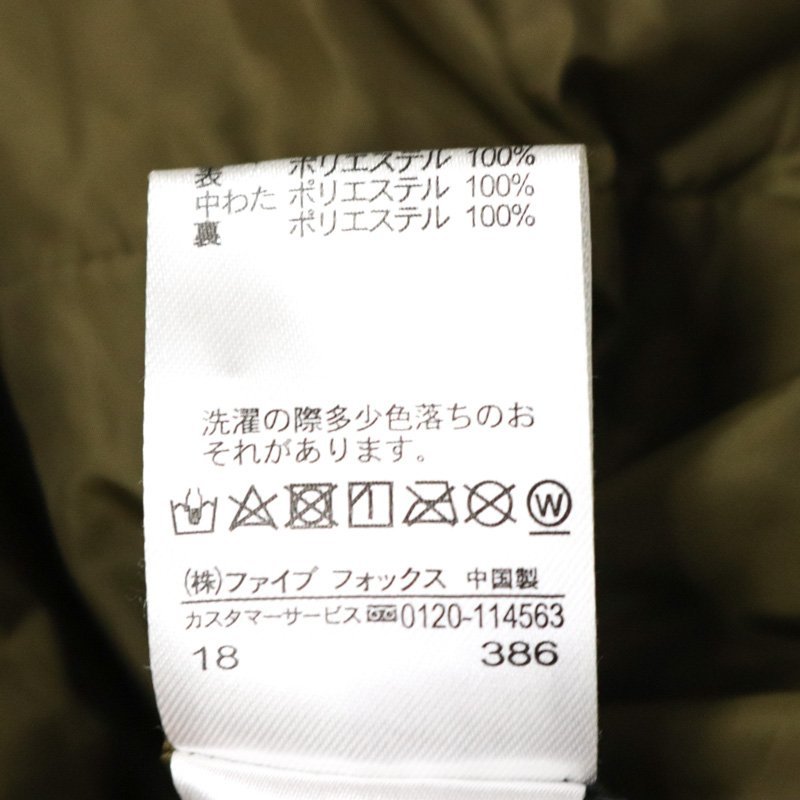 表 ポリエステル 100%
中わた ポリエステル 100%
裏 ポリエステル 100%
洗濯の際多少色落ちのお
それがあります。
W
(株)ファイブ フォックス 中国製
カスタマーサービス 0120-114563
18 386